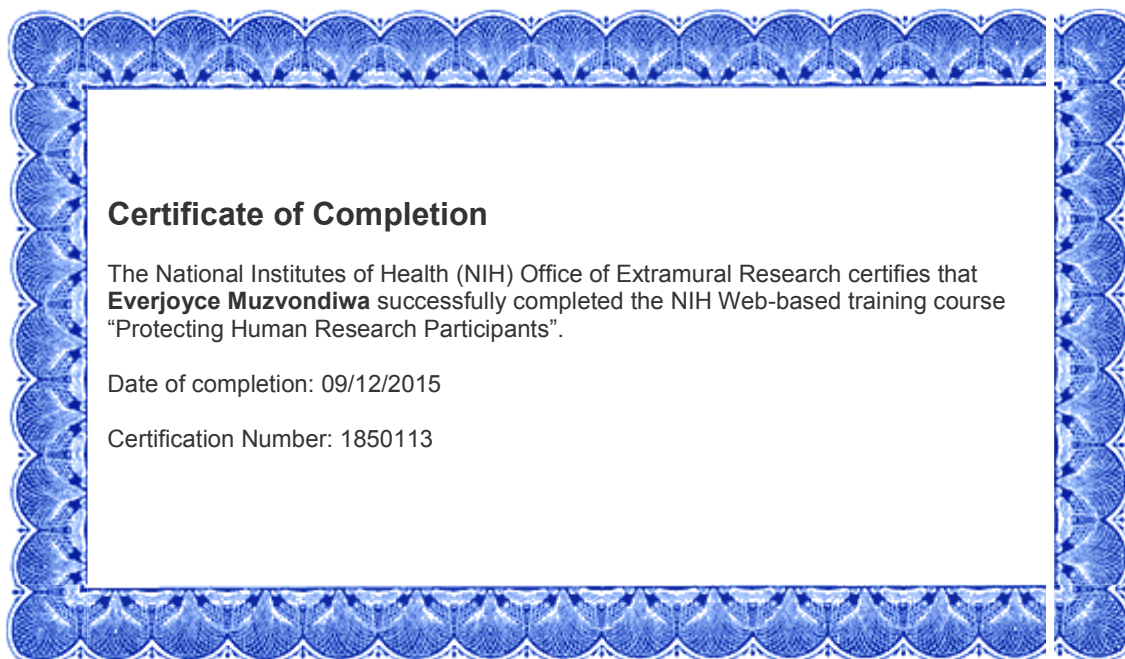 Certificate of Completion
The National Institutes of Health (NIH) Office of Extramural Research certifies that
Everjoyce Muzvondiwa successfully completed the NIH Web-based training course
“Protecting Human Research Participants”.
Date of completion: 09/12/2015
Certification Number: 1850113